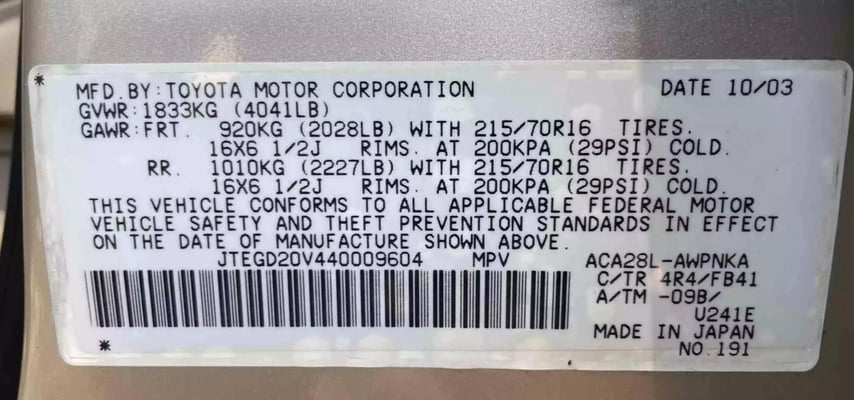 MFD.BY:TOYOTA MOTOR CORPORATION DATE 10/03
GVWR:1833KG (4041LB)
GAWR:FRT. 920KG (2028LB) WITH 215/70R16 TIRES.
16X6 1/2J RIMS. AT 200KPA (29PSI) COLD.
RR. 1010KG (2227LB) WITH 215/70R16 TIRES.
16X6 1/2J RIMS. AT 200KPA (29PSI) COLD.
THIS VEHICLE CONFORMS TO ALL APPLICABLE FEDERAL MOTOR
VEHICLE SAFETY AND THEFT PREVENTION STANDARDS IN EFFECT
ON THE DATE OF MANUFACTURE SHOWN ABOVE.
JTEGD20V440009604 MPV ACA28L-AWPNKA
C/TR 4R4/FB41
A/TM -09B/
U241E
MADE IN JAPAN
NO.191